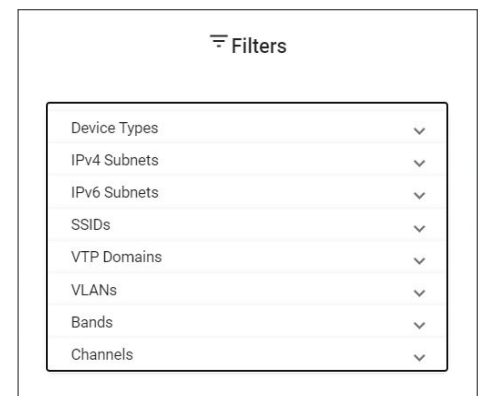 Filters
Device Types
IPv4 Subnets
IPv6 Subnets
SSIDs
VTP Domains
VLANs
Bands
Channels